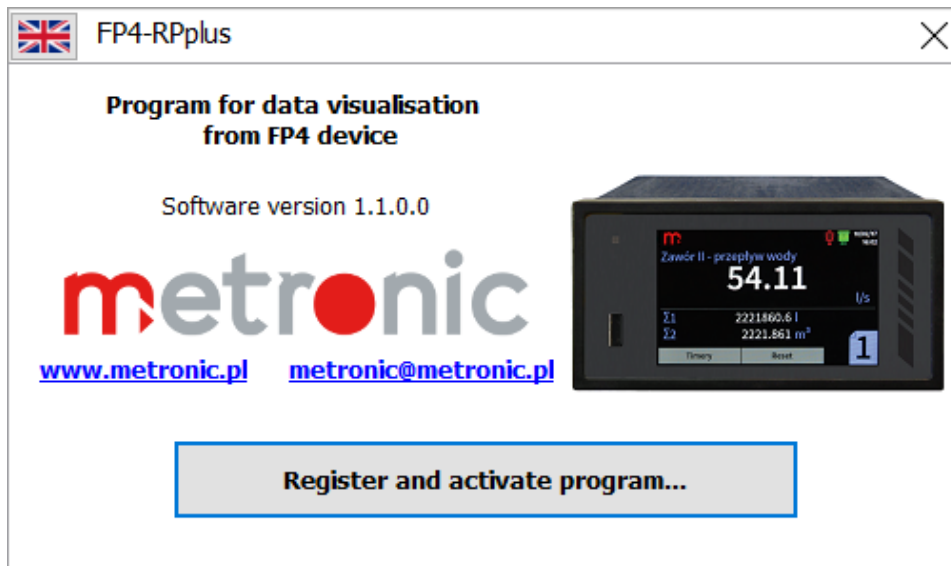 FP4-RPplus
Program for data visualisation
from FP4 device
Software version 1.1.0.0
metronic
www.metronic.pl metronic@metronic.pl
Zawór II - przepływ wody
54.11
l/s
Σ1 2221860.6 l
Σ2 2221.861 m³
1
Timery Reset
Register and activate program...